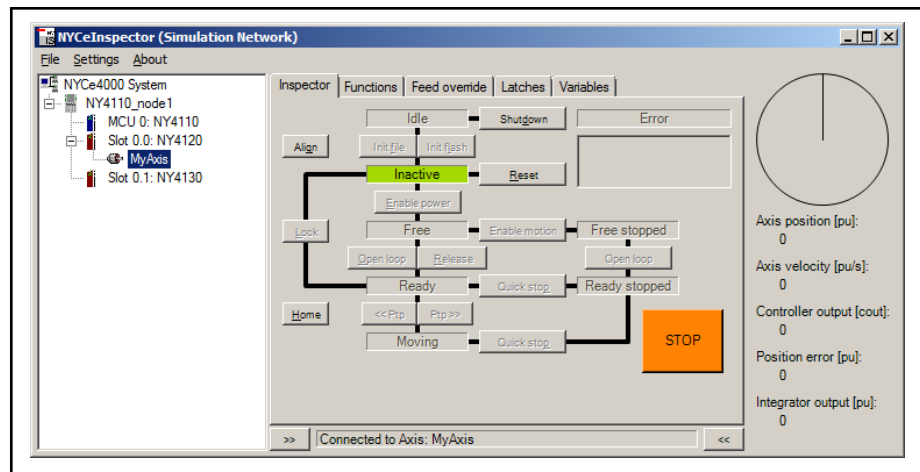 NYCeInspector (Simulation Network)
File Settings About
NYCe4000 System
NY4110_node1
MCU 0: NY4110
Slot 0.0: NY4120
MyAxis
Slot 0.1: NY4130
Inspector Functions Feed override Latches Variables
Idle Shutdown Error
Align Init file Init flash
Inactive Reset
Enable power
Lock Free Enable motion Free stopped
Open loop Release Open loop
Ready Quick stop Ready stopped
Home << Ptp Ptp >>
Moving Quick stop STOP
Axis position [pu]:
0
Axis velocity [pu/s]:
0
Controller output [cout]:
0
Position error [pu]:
0
Integrator output [pu]:
0
>> Connected to Axis: MyAxis <<